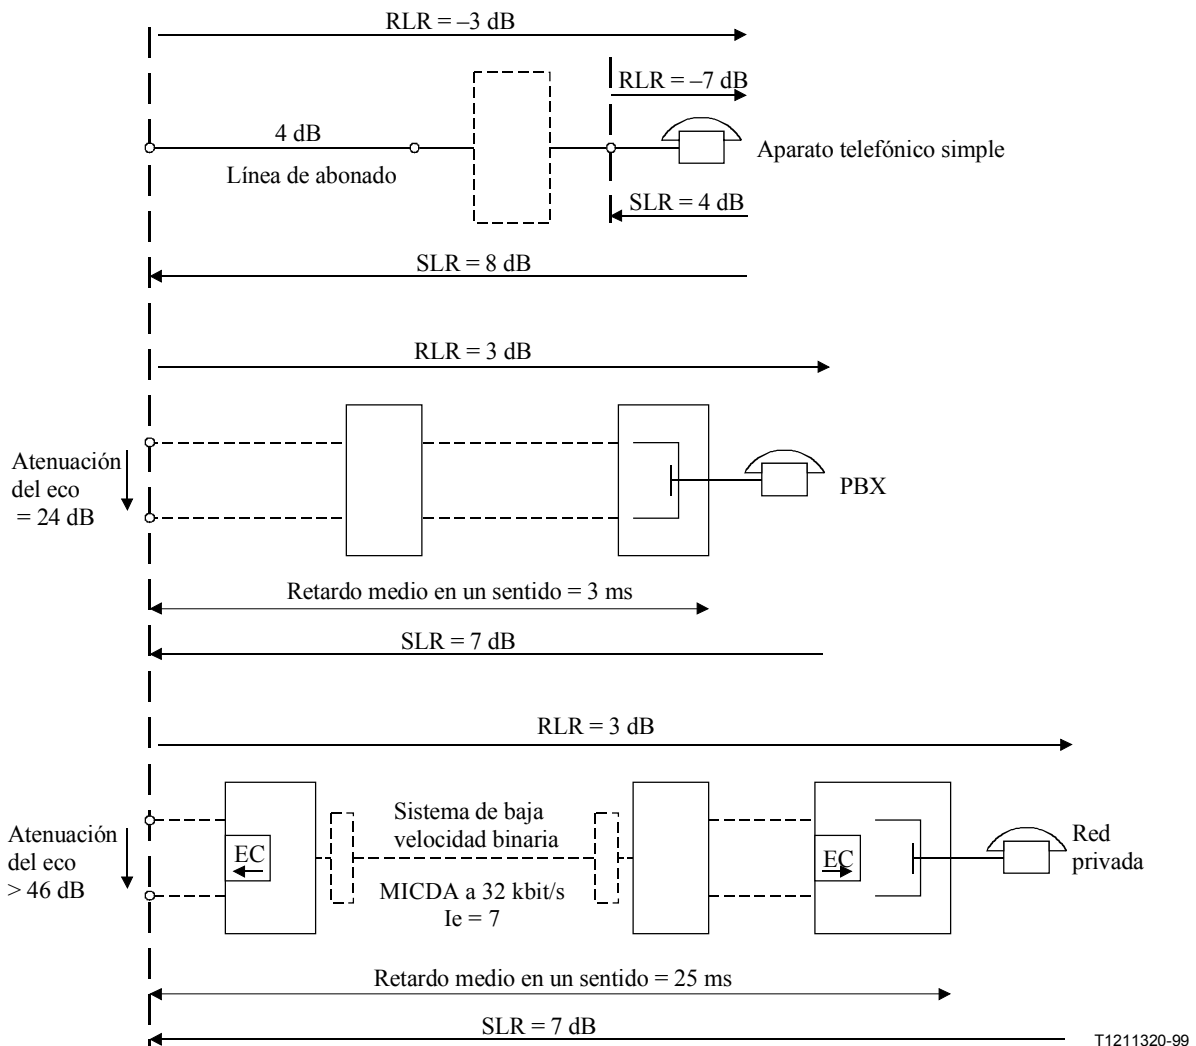 RLR = –3 dB
RLR = –7 dB
4 dB
Línea de abonado
Aparato telefónico simple
SLR = 4 dB
SLR = 8 dB
RLR = 3 dB
Atenuación
del eco
= 24 dB
PBX
Retardo medio en un sentido = 3 ms
SLR = 7 dB
RLR = 3 dB
Atenuación
del eco
> 46 dB
EC
Sistema de baja
velocidad binaria
MICDA a 32 kbit/s
Ie = 7
EC
Red
privada
Retardo medio en un sentido = 25 ms
SLR = 7 dB
T1211320-99